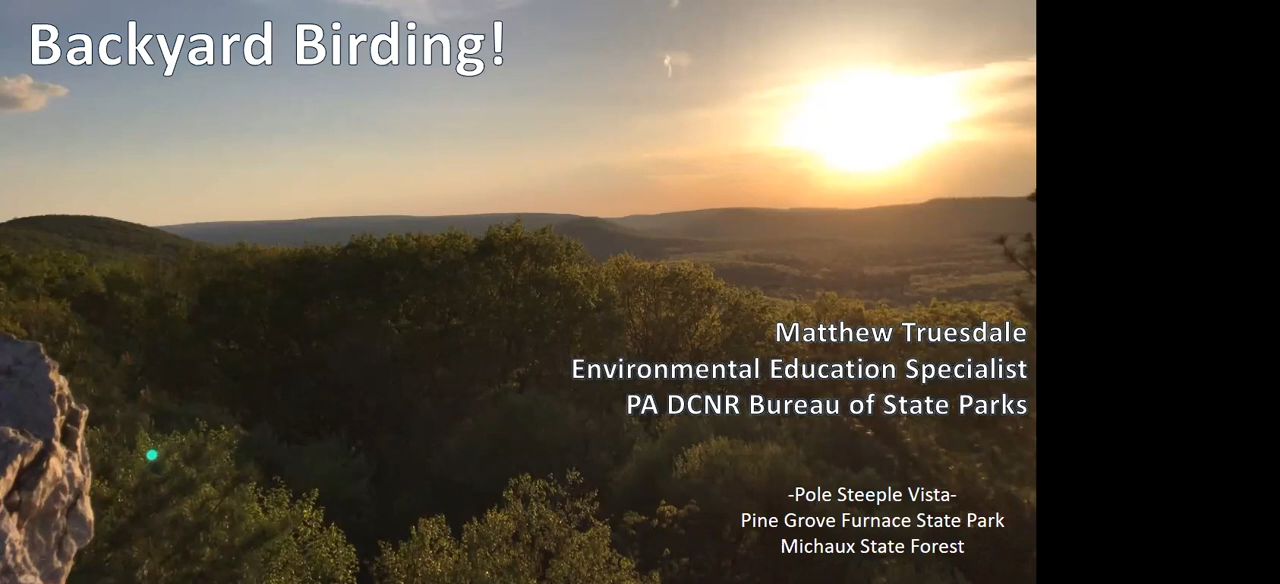 Backyard Birding!
Matthew Truesdale
Environmental Education Specialist
PA DCNR Bureau of State Parks
-Pole Steeple Vista-
Pine Grove Furnace State Park
Michaux State Forest